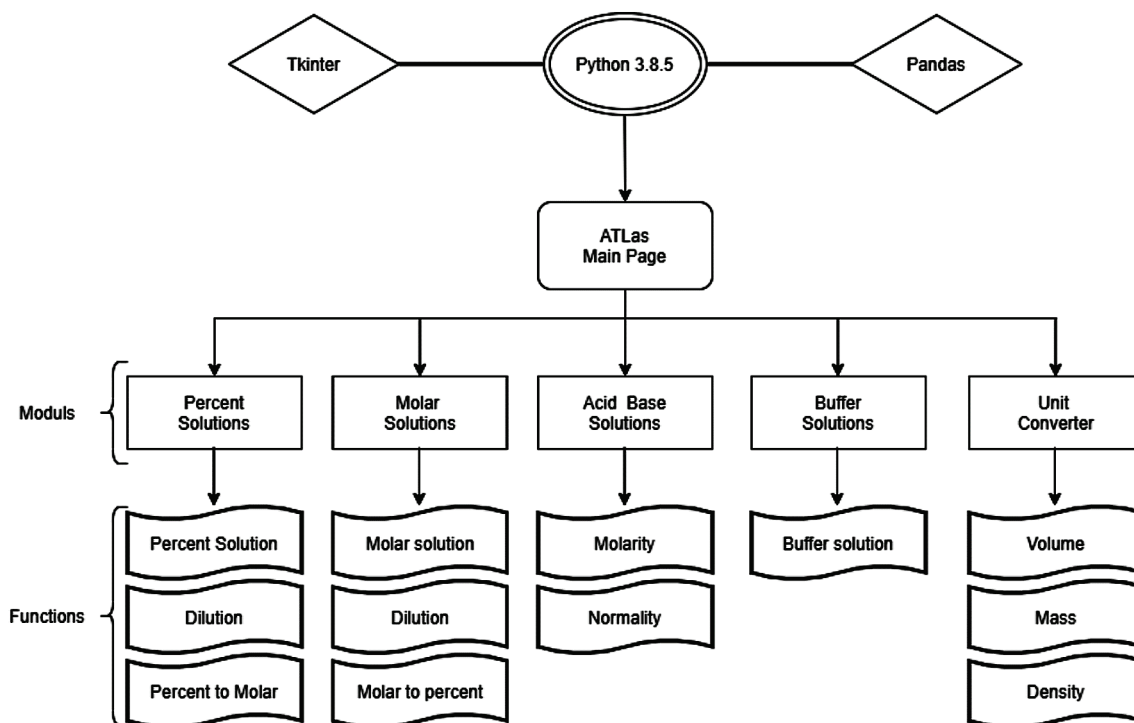 Tkinter
Python 3.8.5
Pandas
ATLas
Main Page
Moduls
Percent
Solutions
Molar
Solutions
Acid Base
Solutions
Buffer
Solutions
Unit
Converter
Functions
Percent Solution
Molar solution
Molarity
Buffer solution
Volume
Dilution
Dilution
Normality
Mass
Percent to Molar
Molar to percent
Density